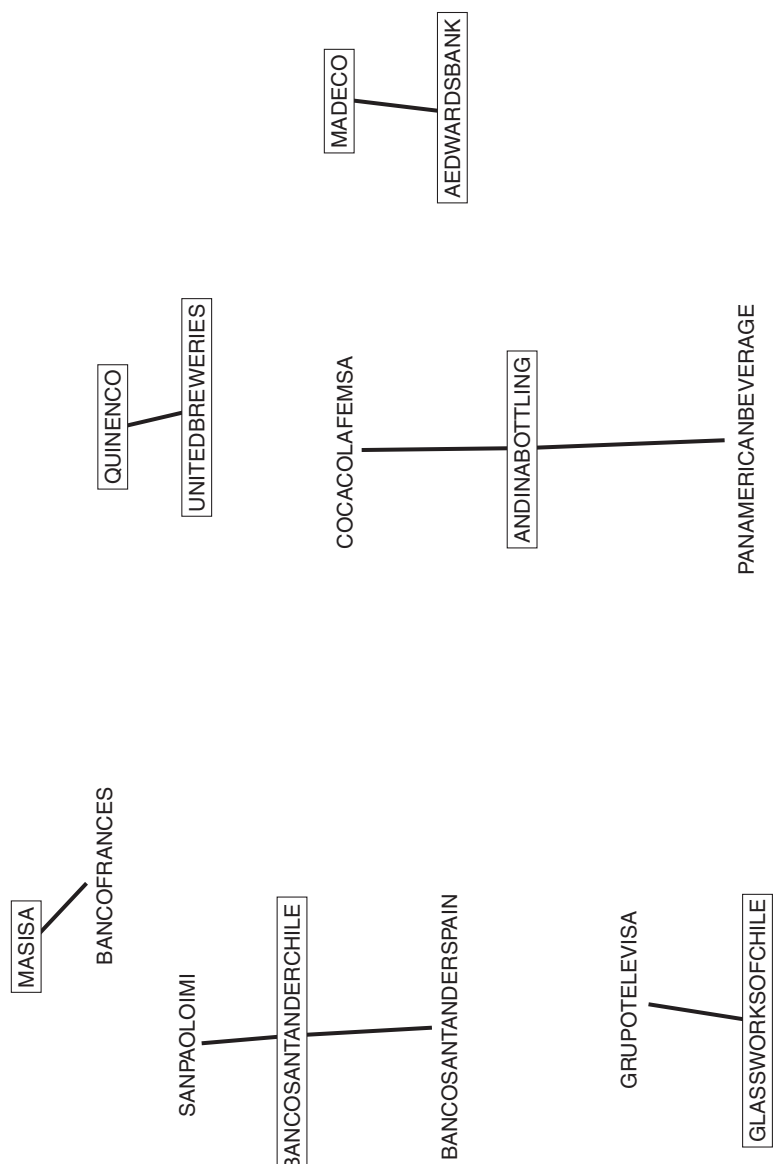 MADECO
AEDWARDSBANK
QUINENCO
UNITEDBREWERIES
COCACOLAFEMSA
ANDINABOTTLING
PANAMERICANBEVERAGE
MASISA
BANCOFRANCES
SANPAOLOIMI
BANCOSANTANDERCHILE
BANCOSANTANDERSPAIN
GRUPOTELEVISA
GLASSWORKSOFCHILE